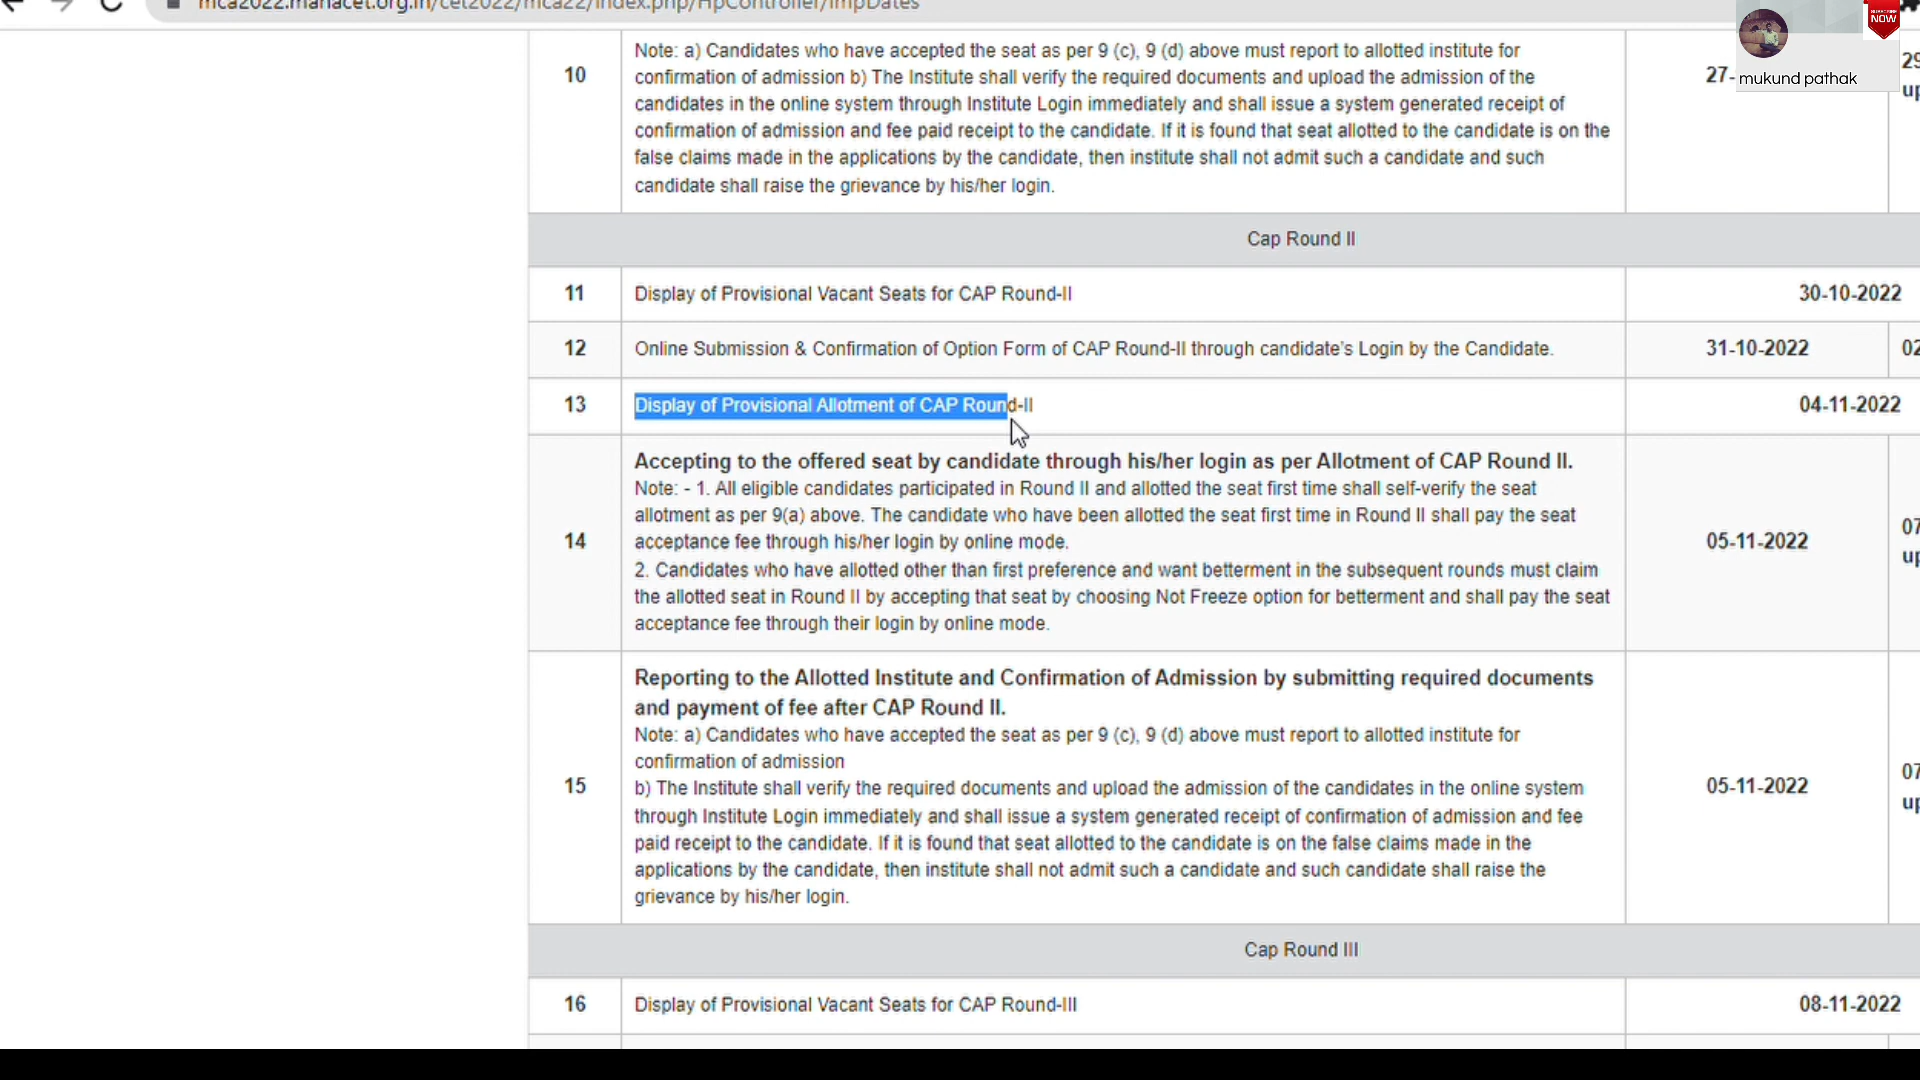 mca2022.mahacet.org.in/cet2022/mca22/index.php/HpController/ImpDates
SUBSCRIBE
NOW
mukund pathak
10
Note: a) Candidates who have accepted the seat as per 9 (c), 9 (d) above must report to allotted institute for
confirmation of admission b) The Institute shall verify the required documents and upload the admission of the
candidates in the online system through Institute Login immediately and shall issue a system generated receipt of
confirmation of admission and fee paid receipt to the candidate. If it is found that seat allotted to the candidate is on the
false claims made in the applications by the candidate, then institute shall not admit such a candidate and such
candidate shall raise the grievance by his/her login.
27-
29
up
Cap Round II
11
Display of Provisional Vacant Seats for CAP Round-II
30-10-2022
12
Online Submission & Confirmation of Option Form of CAP Round-II through candidate's Login by the Candidate.
31-10-2022
02
13
Display of Provisional Allotment of CAP Round-II
04-11-2022
14
Accepting to the offered seat by candidate through his/her login as per Allotment of CAP Round II.
Note: - 1. All eligible candidates participated in Round II and allotted the seat first time shall self-verify the seat
allotment as per 9(a) above. The candidate who have been allotted the seat first time in Round II shall pay the seat
acceptance fee through his/her login by online mode.
2. Candidates who have allotted other than first preference and want betterment in the subsequent rounds must claim
the allotted seat in Round II by accepting that seat by choosing Not Freeze option for betterment and shall pay the seat
acceptance fee through their login by online mode.
05-11-2022
07
up
15
Reporting to the Allotted Institute and Confirmation of Admission by submitting required documents
and payment of fee after CAP Round II.
Note: a) Candidates who have accepted the seat as per 9 (c), 9 (d) above must report to allotted institute for
confirmation of admission
b) The Institute shall verify the required documents and upload the admission of the candidates in the online system
through Institute Login immediately and shall issue a system generated receipt of confirmation of admission and fee
paid receipt to the candidate. If it is found that seat allotted to the candidate is on the false claims made in the
applications by the candidate, then institute shall not admit such a candidate and such candidate shall raise the
grievance by his/her login.
05-11-2022
07
up
Cap Round III
16
Display of Provisional Vacant Seats for CAP Round-III
08-11-2022